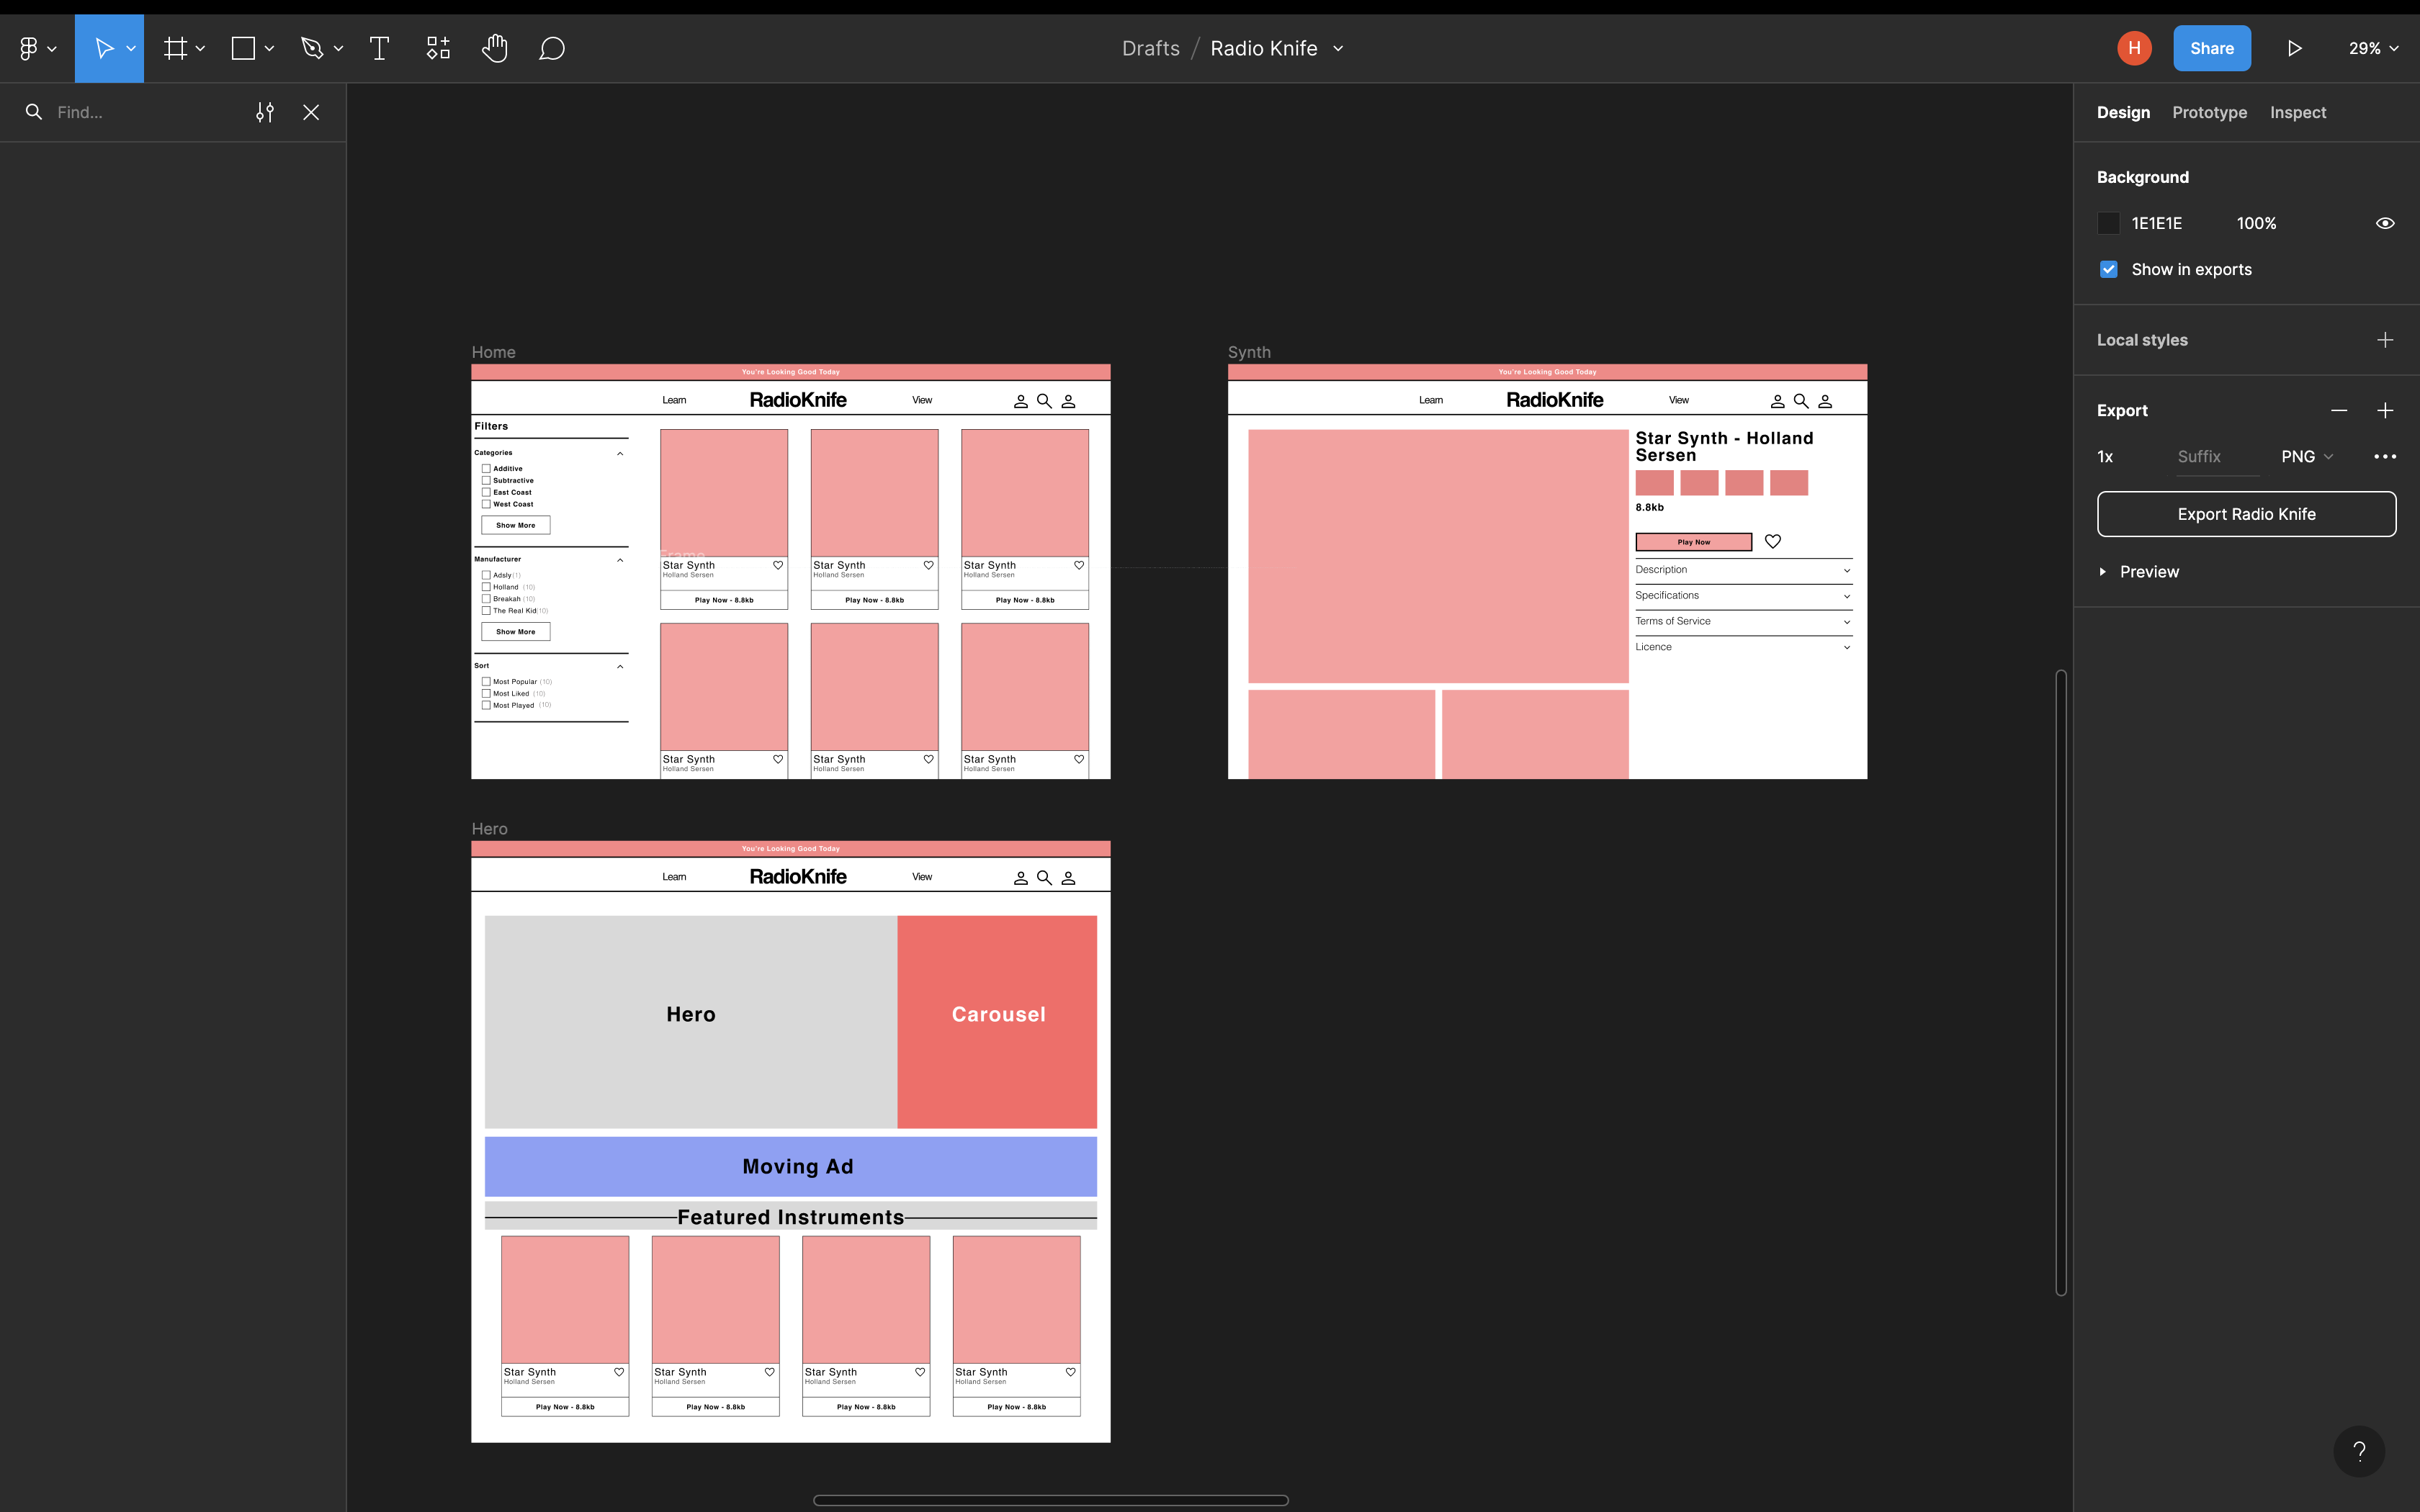 Drafts / Radio Knife
H
Share
29%
Find...
Design Prototype Inspect
Background
1E1E1E 100%
Show in exports
Local styles
Export
1x Suffix PNG
Export Radio Knife
Preview
Home
You're Looking Good Today
Learn RadioKnife View
Filters
Categories
Additive
Subtractive
East Coast
West Coast
Show More
Manufacturer
Adsly(1)
Holland (10)
Breakah (10)
The Real Kid(10)
Show More
Sort
Most Popular (10)
Most Liked (10)
Most Played (10)
Frame
Star Synth Star Synth Star Synth
Holland Sersen Holland Sersen Holland Sersen
Play Now - 8.8kb Play Now - 8.8kb Play Now - 8.8kb
Star Synth Star Synth Star Synth
Holland Sersen Holland Sersen Holland Sersen
Synth
You're Looking Good Today
Learn RadioKnife View
Star Synth - Holland
Sersen
8.8kb
Play Now
Description
Specifications
Terms of Service
Licence
Hero
You're Looking Good Today
Learn RadioKnife View
Hero
Carousel
Moving Ad
Featured Instruments
Star Synth Star Synth Star Synth Star Synth
Holland Sersen Holland Sersen Holland Sersen Holland Sersen
Play Now - 8.8kb Play Now - 8.8kb Play Now - 8.8kb Play Now - 8.8kb
?